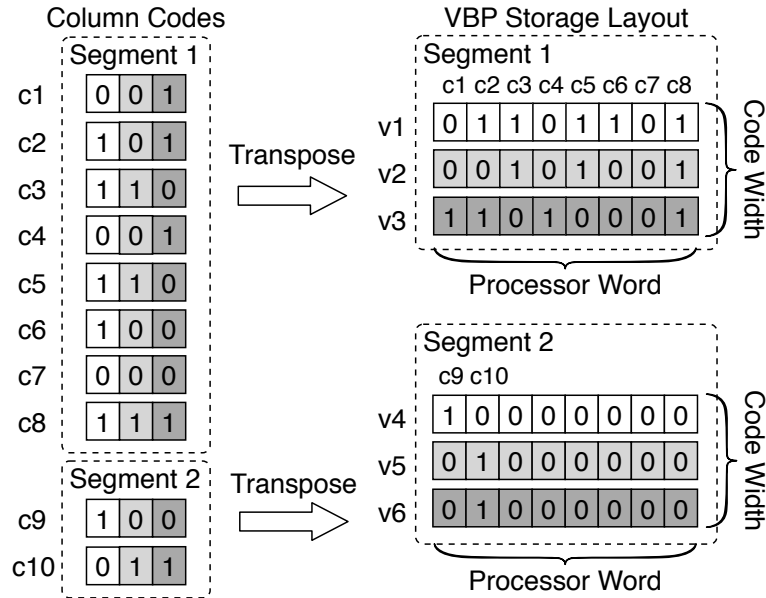 Column Codes
Segment 1
c1 0 0 1
c2 1 0 1
c3 1 1 0
c4 0 0 1
c5 1 1 0
c6 1 0 0
c7 0 0 0
c8 1 1 1
Segment 2
c9 1 0 0
c10 0 1 1
Transpose
Transpose
VBP Storage Layout
Segment 1
c1 c2 c3 c4 c5 c6 c7 c8
v1 0 1 1 0 1 1 0 1
v2 0 0 1 0 1 0 0 1
v3 1 1 0 1 0 0 0 1
Code Width
Processor Word
Segment 2
c9 c10
v4 1 0 0 0 0 0 0 0
v5 0 1 0 0 0 0 0 0
v6 0 1 0 0 0 0 0 0
Code Width
Processor Word